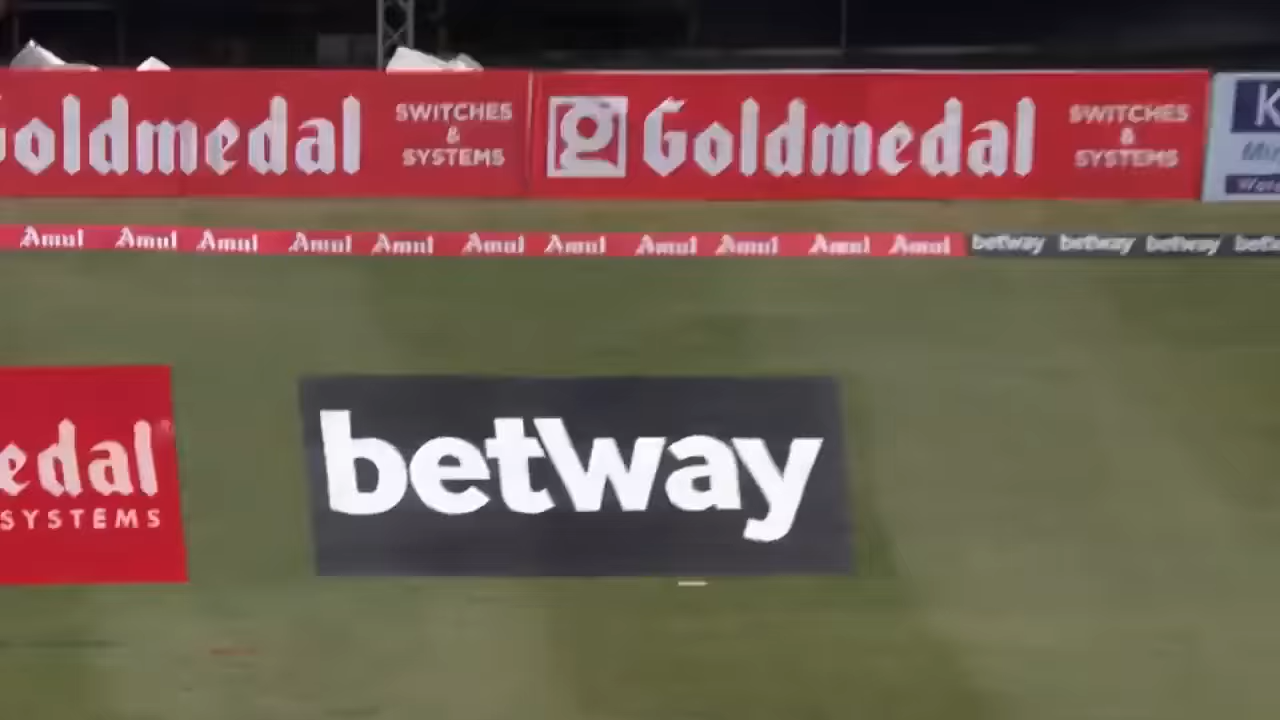 Goldmedal SWITCHES & SYSTEMS
g Goldmedal SWITCHES & SYSTEMS
Amul Amul Amul Amul Amul Amul Amul Amul Amul Amul Amul betway betway betway
edal
SYSTEMS
betway